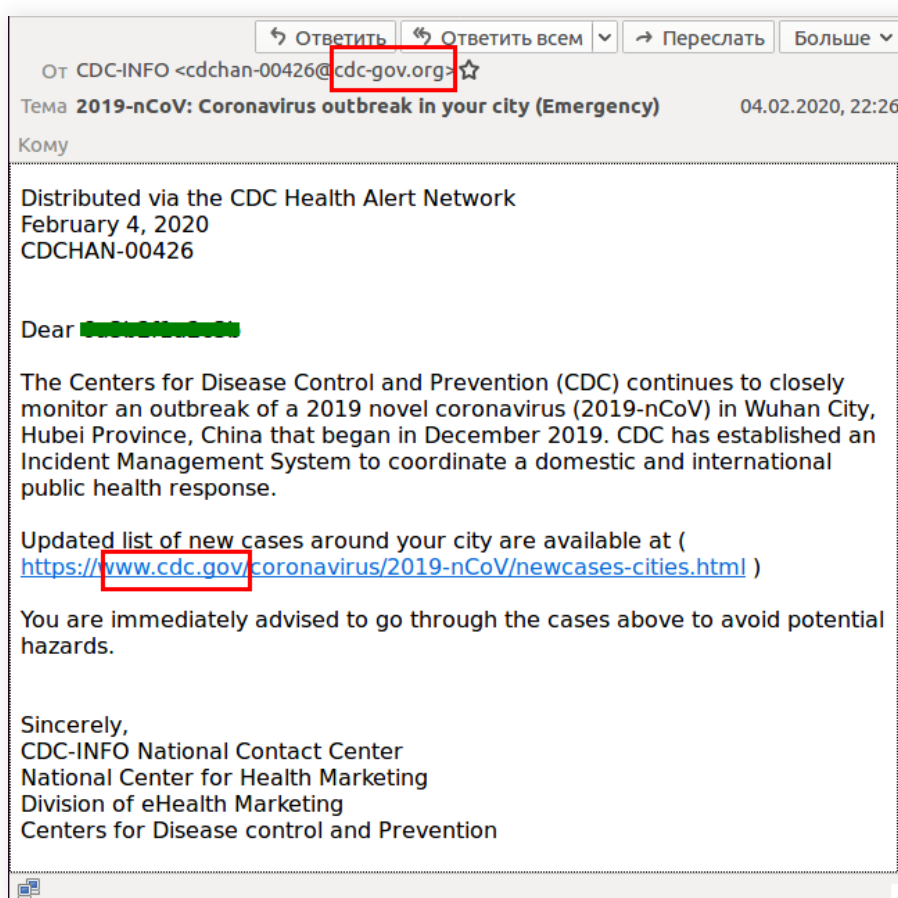 Ответить Ответить всем Переслать Больше
От CDC-INFO <cdchan-00426@cdc-gov.org>
Тема 2019-nCoV: Coronavirus outbreak in your city (Emergency) 04.02.2020, 22:26
Кому
Distributed via the CDC Health Alert Network
February 4, 2020
CDCHAN-00426
Dear
The Centers for Disease Control and Prevention (CDC) continues to closely
monitor an outbreak of a 2019 novel coronavirus (2019-nCoV) in Wuhan City,
Hubei Province, China that began in December 2019. CDC has established an
Incident Management System to coordinate a domestic and international
public health response.
Updated list of new cases around your city are available at (
https://www.cdc.gov/coronavirus/2019-nCoV/newcases-cities.html )
You are immediately advised to go through the cases above to avoid potential
hazards.
Sincerely,
CDC-INFO National Contact Center
National Center for Health Marketing
Division of eHealth Marketing
Centers for Disease control and Prevention